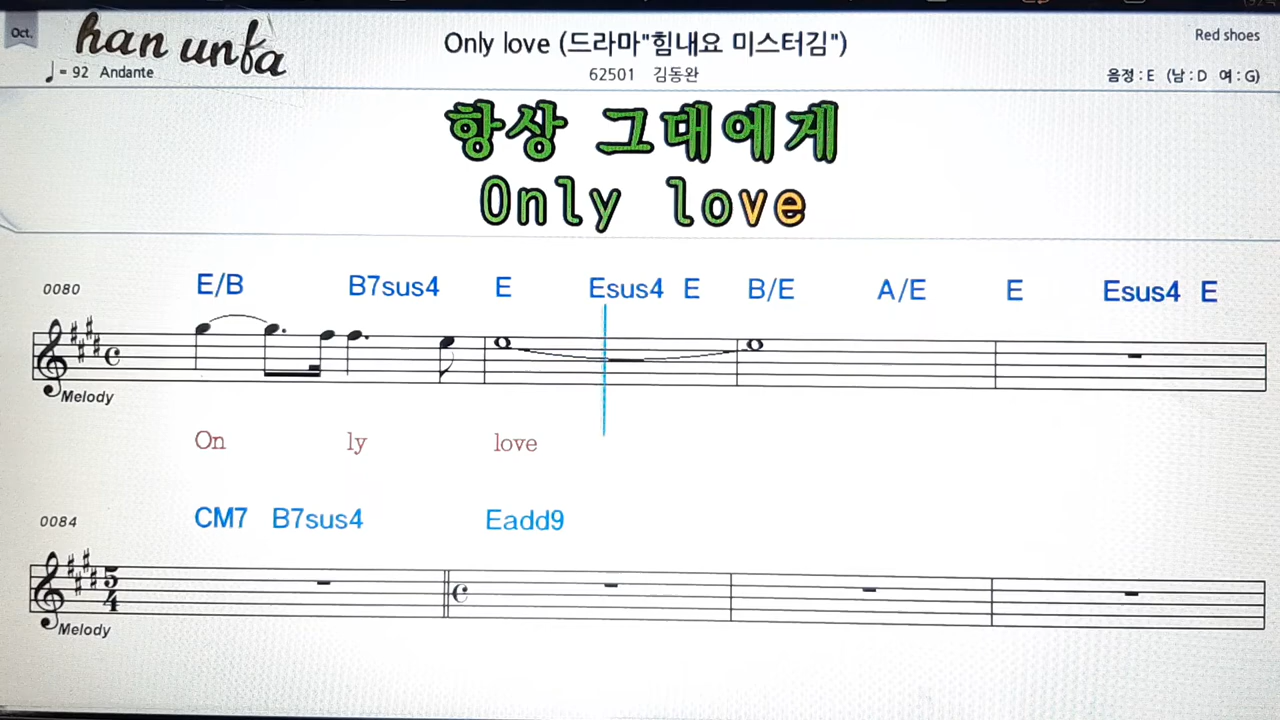 Oct.
han unfa
♩= 92 Andante
Only love (드라마"힘내요 미스터김")
62501 김동완
Red shoes
음정 : E (남 : D 여 : G)
항상 그대에게
Only love
0080 E/B B7sus4 E Esus4 E B/E A/E E Esus4 E
Melody
On ly love
0084 CM7 B7sus4 Eadd9
5
4
Melody